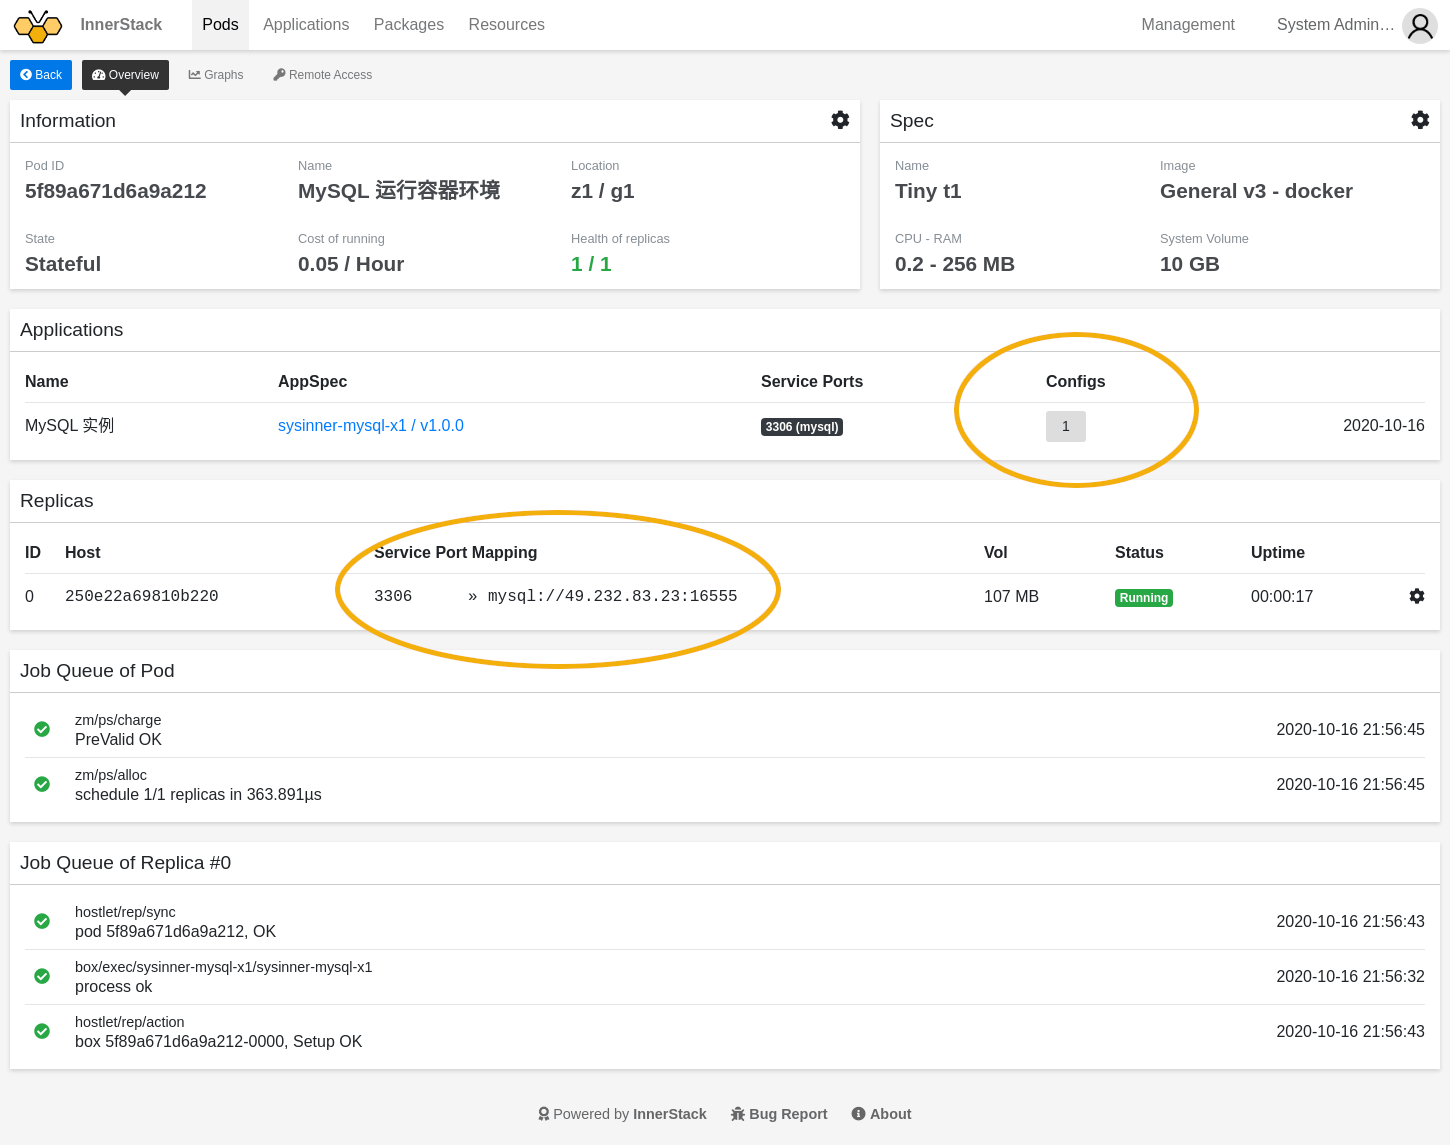 InnerStack Pods Applications Packages Resources Management System Admin…
Back Overview Graphs Remote Access
Information
Pod ID Name Location
5f89a671d6a9a212 MySQL 运行容器环境 z1 / g1
State Cost of running Health of replicas
Stateful 0.05 / Hour 1 / 1
Spec
Name Image
Tiny t1 General v3 - docker
CPU - RAM System Volume
0.2 - 256 MB 10 GB
Applications
Name AppSpec Service Ports Configs
MySQL 实例 sysinner-mysql-x1 / v1.0.0 3306 (mysql) 1 2020-10-16
Replicas
ID Host Service Port Mapping Vol Status Uptime
0 250e22a69810b220 3306 » mysql://49.232.83.23:16555 107 MB Running 00:00:17
Job Queue of Pod
zm/ps/charge
PreValid OK 2020-10-16 21:56:45
zm/ps/alloc
schedule 1/1 replicas in 363.891µs 2020-10-16 21:56:45
Job Queue of Replica #0
hostlet/rep/sync
pod 5f89a671d6a9a212, OK 2020-10-16 21:56:43
box/exec/sysinner-mysql-x1/sysinner-mysql-x1
process ok 2020-10-16 21:56:32
hostlet/rep/action
box 5f89a671d6a9a212-0000, Setup OK 2020-10-16 21:56:43
Powered by InnerStack Bug Report About